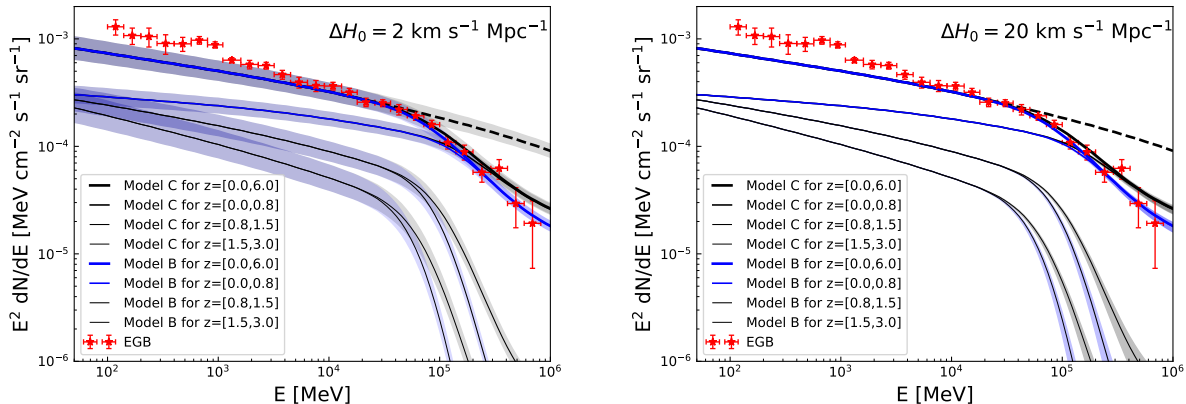 ΔH₀ = 2 km s⁻¹ Mpc⁻¹
10⁻³
10⁻⁴
10⁻⁵
10⁻⁶
E² dN/dE [MeV cm⁻² s⁻¹ sr⁻¹]
Model C for z=[0.0,6.0]
Model C for z=[0.0,0.8]
Model C for z=[0.8,1.5]
Model C for z=[1.5,3.0]
Model B for z=[0.0,6.0]
Model B for z=[0.0,0.8]
Model B for z=[0.8,1.5]
Model B for z=[1.5,3.0]
EGB
10² 10³ 10⁴ 10⁵ 10⁶
E [MeV]
ΔH₀ = 20 km s⁻¹ Mpc⁻¹
10⁻³
10⁻⁴
10⁻⁵
10⁻⁶
E² dN/dE [MeV cm⁻² s⁻¹ sr⁻¹]
Model C for z=[0.0,6.0]
Model C for z=[0.0,0.8]
Model C for z=[0.8,1.5]
Model C for z=[1.5,3.0]
Model B for z=[0.0,6.0]
Model B for z=[0.0,0.8]
Model B for z=[0.8,1.5]
Model B for z=[1.5,3.0]
EGB
10² 10³ 10⁴ 10⁵ 10⁶
E [MeV]